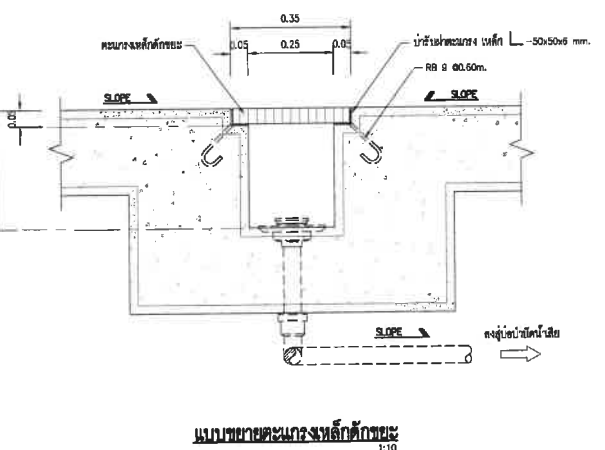 0.35
ตะแกรงเหล็กดักขยะ
0.05 0.25 0.05
บ่ารับฝาตะแกรง เหล็ก L -50x50x6 mm.
RB 9 @0.60m.
SLOPE
SLOPE
0.05
SLOPE
ลงสู่บ่อบำบัดน้ำเสีย
แบบขยายตะแกรงเหล็กดักขยะ
1:10